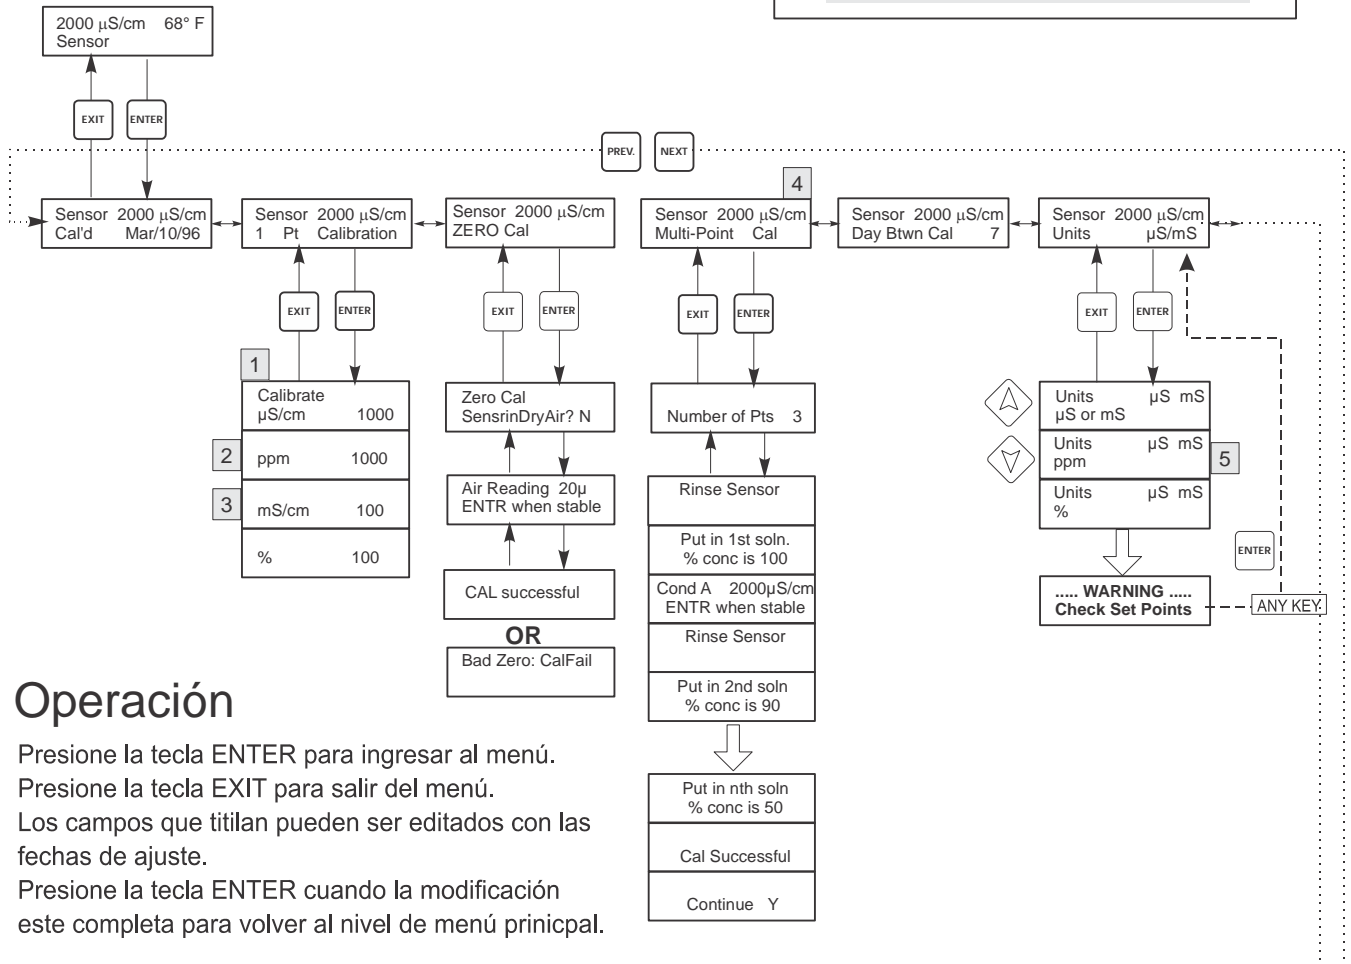 2000 µS/cm 68° F
Sensor
EXIT
ENTER
PREV.
NEXT
Sensor 2000 µS/cm
Cal'd Mar/10/96
Sensor 2000 µS/cm
1 Pt Calibration
Sensor 2000 µS/cm
ZERO Cal
4
Sensor 2000 µS/cm
Multi-Point Cal
Sensor 2000 µS/cm
Day Btwn Cal 7
Sensor 2000 µS/cm
Units µS/mS
EXIT
ENTER
EXIT
ENTER
EXIT
ENTER
EXIT
ENTER
1
Calibrate
µS/cm 1000
2
ppm 1000
3
mS/cm 100
% 100
Zero Cal
SensrinDryAir? N
Air Reading 20µ
ENTR when stable
CAL successful
OR
Bad Zero: CalFail
Number of Pts 3
Rinse Sensor
Put in 1st soln.
% conc is 100
Cond A 2000µS/cm
ENTR when stable
Rinse Sensor
Put in 2nd soln
% conc is 90
Put in nth soln
% conc is 50
Cal Successful
Continue Y
Units µS mS
µS or mS
Units µS mS
ppm
5
Units µS mS
%
ENTER
..... WARNING .....
Check Set Points
ANY KEY
Operación
Presione la tecla ENTER para ingresar al menú.
Presione la tecla EXIT para salir del menú.
Los campos que titilan pueden ser editados con las
fechas de ajuste.
Presione la tecla ENTER cuando la modificación
este completa para volver al nivel de menú prinicpal.